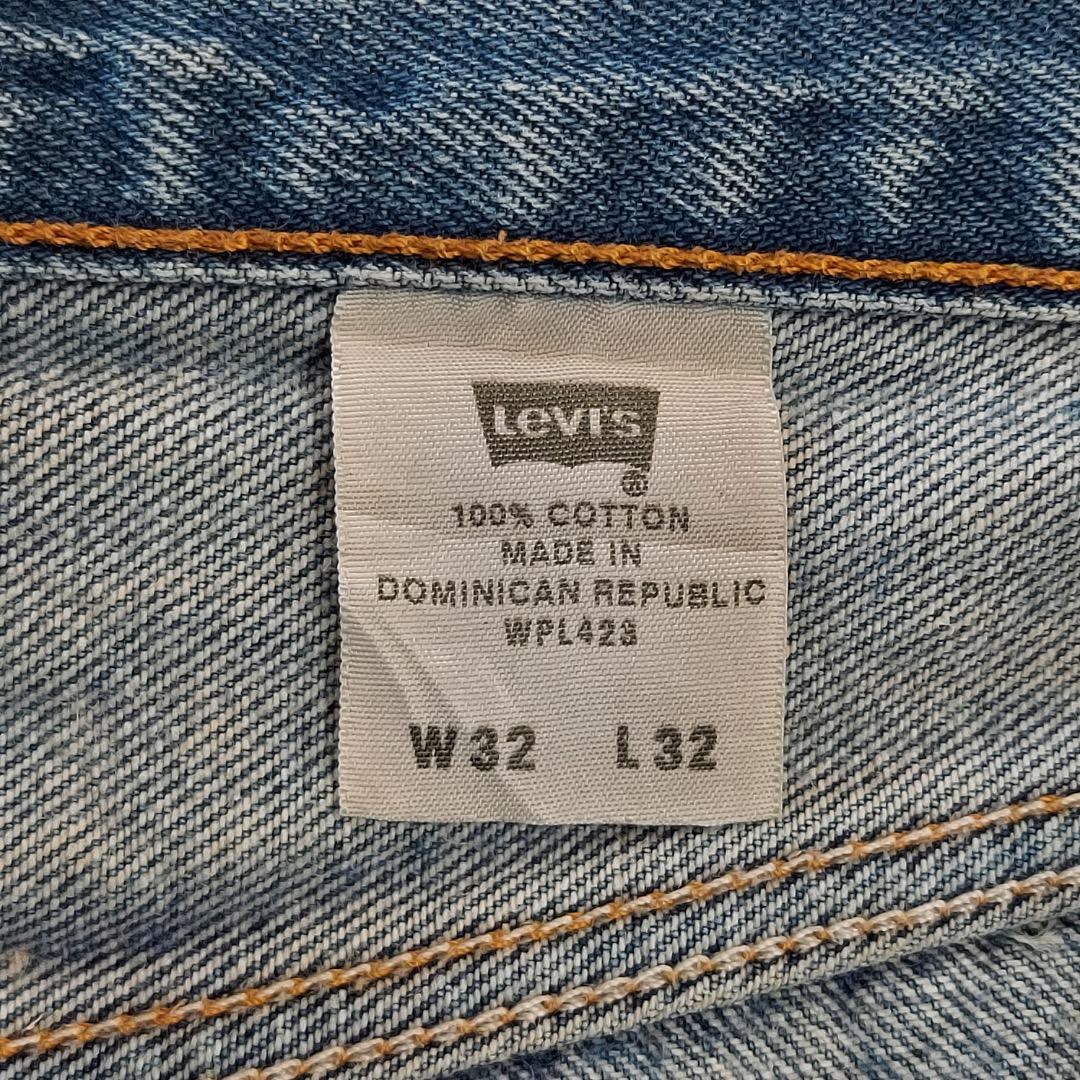 Levi's
®
100% COTTON
MADE IN
DOMINICAN REPUBLIC
WPL423
W32 L32